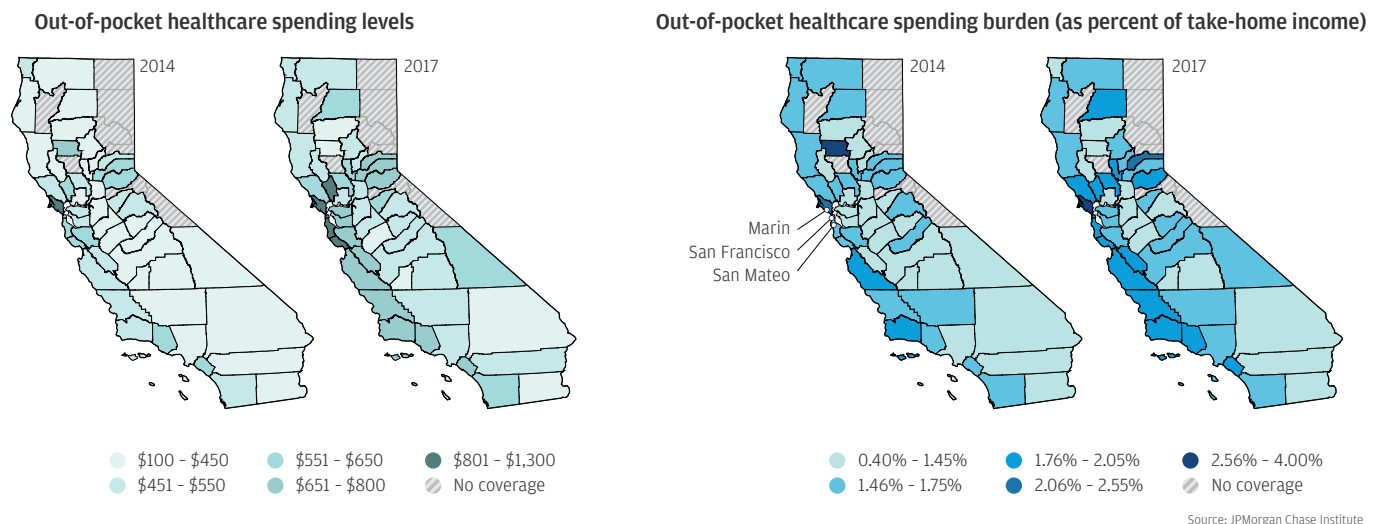 Out-of-pocket healthcare spending levels
2014
2017
$100 - $450
$551 - $650
$801 - $1,300
$451 - $550
$651 - $800
No coverage
Out-of-pocket healthcare spending burden (as percent of take-home income)
2014
2017
Marin
San Francisco
San Mateo
0.40% - 1.45%
1.76% - 2.05%
2.56% - 4.00%
1.46% - 1.75%
2.06% - 2.55%
No coverage
Source: JPMorgan Chase Institute